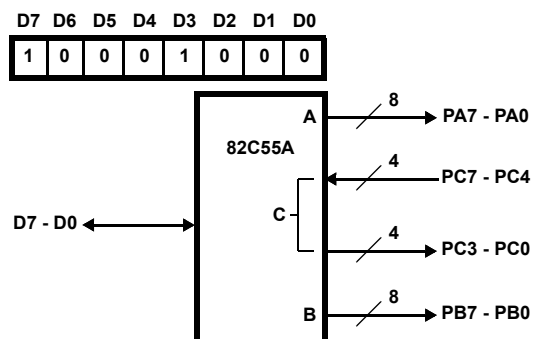 D7 D6 D5 D4 D3 D2 D1 D0
1 0 0 0 1 0 0 0
A
8
PA7 - PA0
82C55A
4
PC7 - PC4
C
D7 - D0
4
PC3 - PC0
8
B
PB7 - PB0